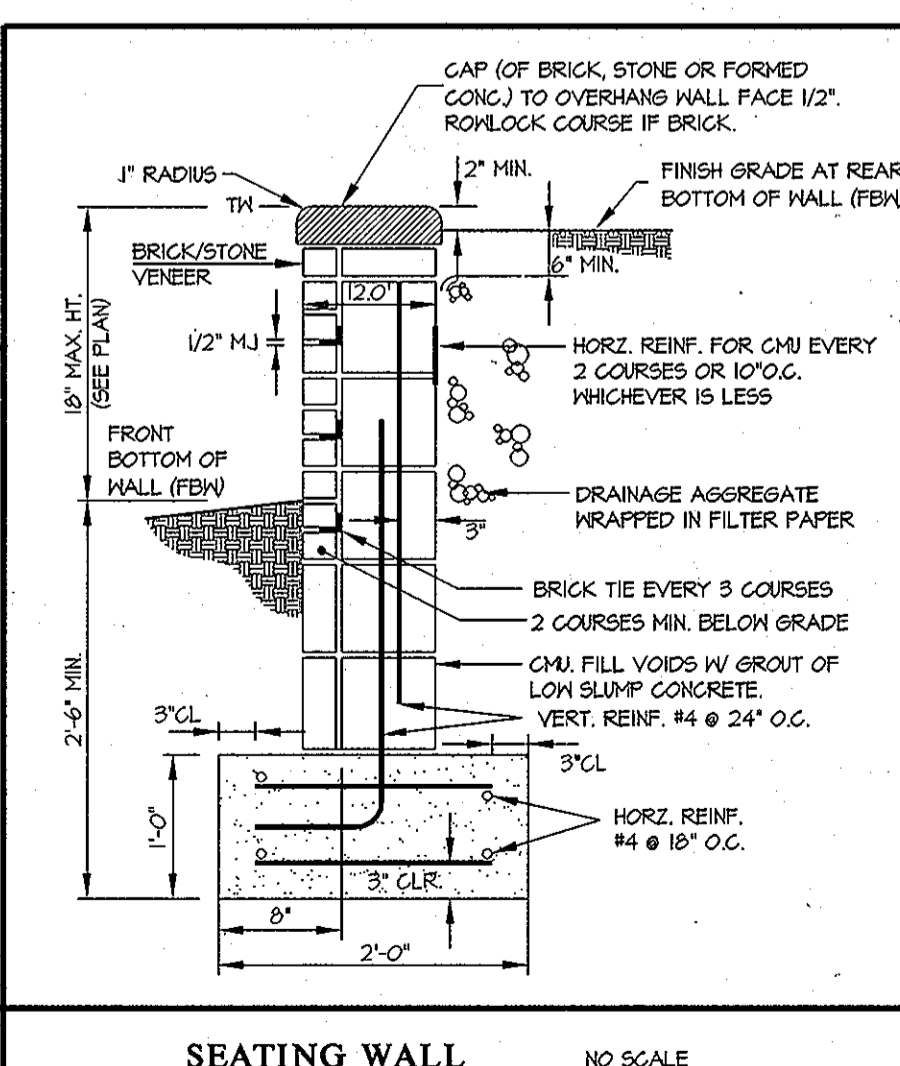 CAP (OF BRICK, STONE OR FORMED
CONC.) TO OVERHANG WALL FACE 1/2".
ROWLOCK COURSE IF BRICK.
1" RADIUS
TW
2" MIN.
FINISH GRADE AT REAR
BOTTOM OF WALL (FBW
BRICK/STONE
VENEER
6" MIN.
12.0'
1/2" MJ
18" MAX. HT.
(SEE PLAN)
HORZ. REINF. FOR CMU EVERY
2 COURSES OR 10"O.C.
WHICHEVER IS LESS
FRONT
BOTTOM OF
WALL (FBW)
DRAINAGE AGGREGATE
WRAPPED IN FILTER PAPER
3"
BRICK TIE EVERY 3 COURSES
2 COURSES MIN. BELOW GRADE
CMU. FILL VOIDS W/ GROUT OF
LOW SLUMP CONCRETE.
VERT. REINF. #4 @ 24" O.C.
2'-6" MIN.
3"CL
3"CL
1'-0"
HORZ. REINF.
#4 @ 18" O.C.
3" CLR.
8"
2'-0"
SEATING WALL
NO SCALE